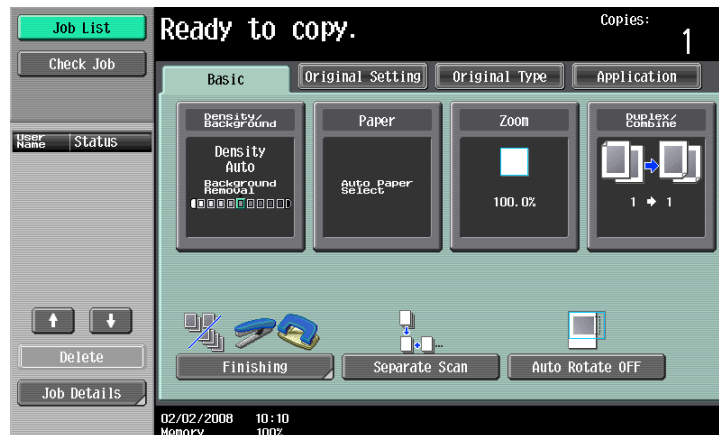 Job List
Ready to copy.
Copies:
1
Check Job
Basic
Original Setting
Original Type
Application
Density/
Background
Paper
Zoom
Duplex/
Combine
User
Name
Status
Density
Auto
Background
Removal
Auto Paper
Select
100.0%
1 → 1
Delete
Finishing
Separate Scan
Auto Rotate OFF
Job Details
02/02/2008 10:10
Memory 100%